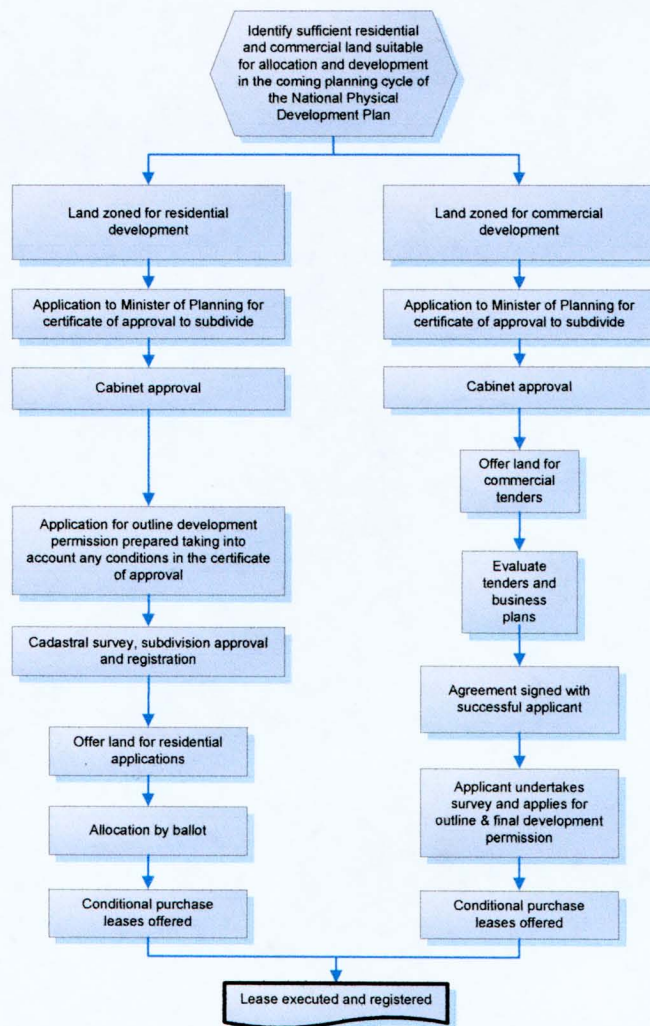 Identify sufficient residential
and commercial land suitable
for allocation and development
in the coming planning cycle of
the National Physical
Development Plan
Land zoned for residential
development
Application to Minister of Planning for
certificate of approval to subdivide
Cabinet approval
Application for outline development
permission prepared taking into
account any conditions in the certificate
of approval
Cadastral survey, subdivision approval
and registration
Offer land for residential
applications
Allocation by ballot
Conditional purchase
leases offered
Land zoned for commercial
development
Application to Minister of Planning for
certificate of approval to subdivide
Cabinet approval
Offer land for
commercial
tenders
Evaluate
tenders and
business
plans
Agreement signed with
successful applicant
Applicant undertakes
survey and applies for
outline & final development
permission
Conditional purchase
leases offered
Lease executed and registered